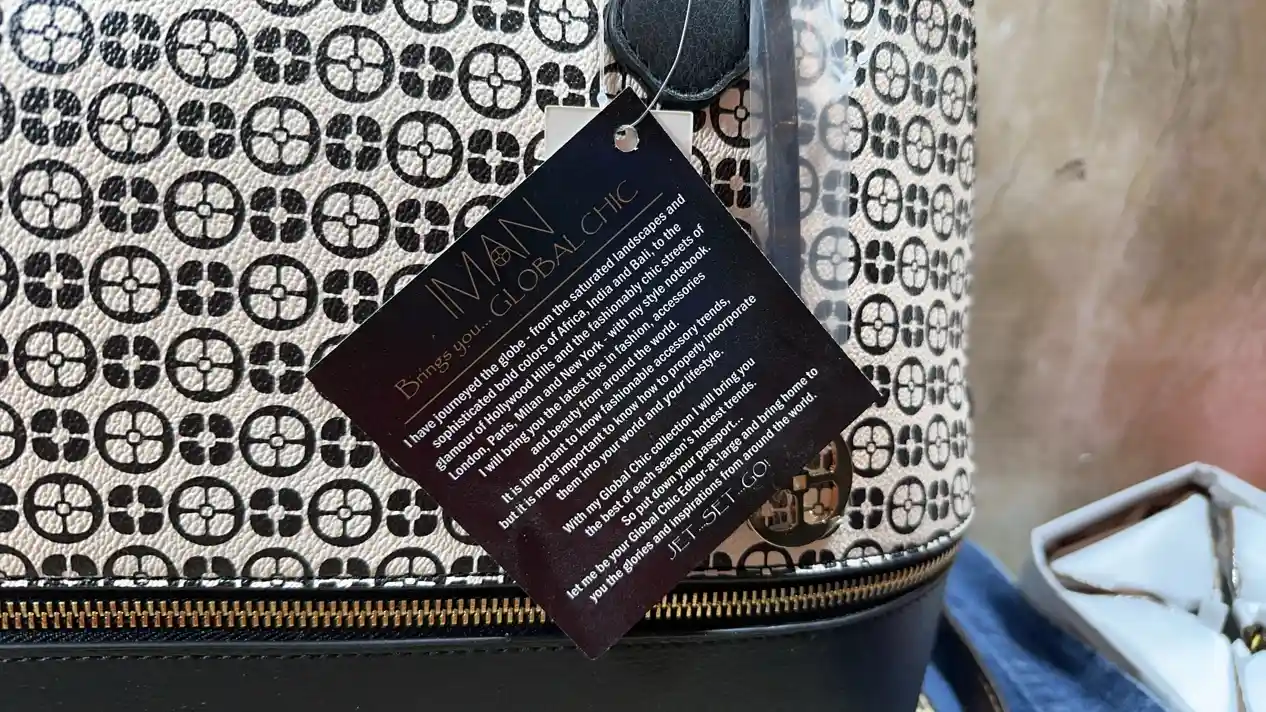 IMAN
Brings you... GLOBAL CHIC
I have journeyed the globe - from the saturated landscapes and
sophisticated bold colors of Africa, India and Bali, to the
glamour of Hollywood Hills and the fashionably chic streets of
London, Paris, Milan and New York - with my style notebook.
I will bring you the latest tips in fashion, accessories
and beauty from around the world.
It is important to know fashionable accessory trends,
but it is more important to know how to properly incorporate
them into your world and your lifestyle.
With my Global Chic collection I will bring you
the best of each season's hottest trends.
So put down your passport...
let me be your Global Chic Editor-at-large and bring home to
you the glories and inspirations from around the world.
JET-SET-GO!